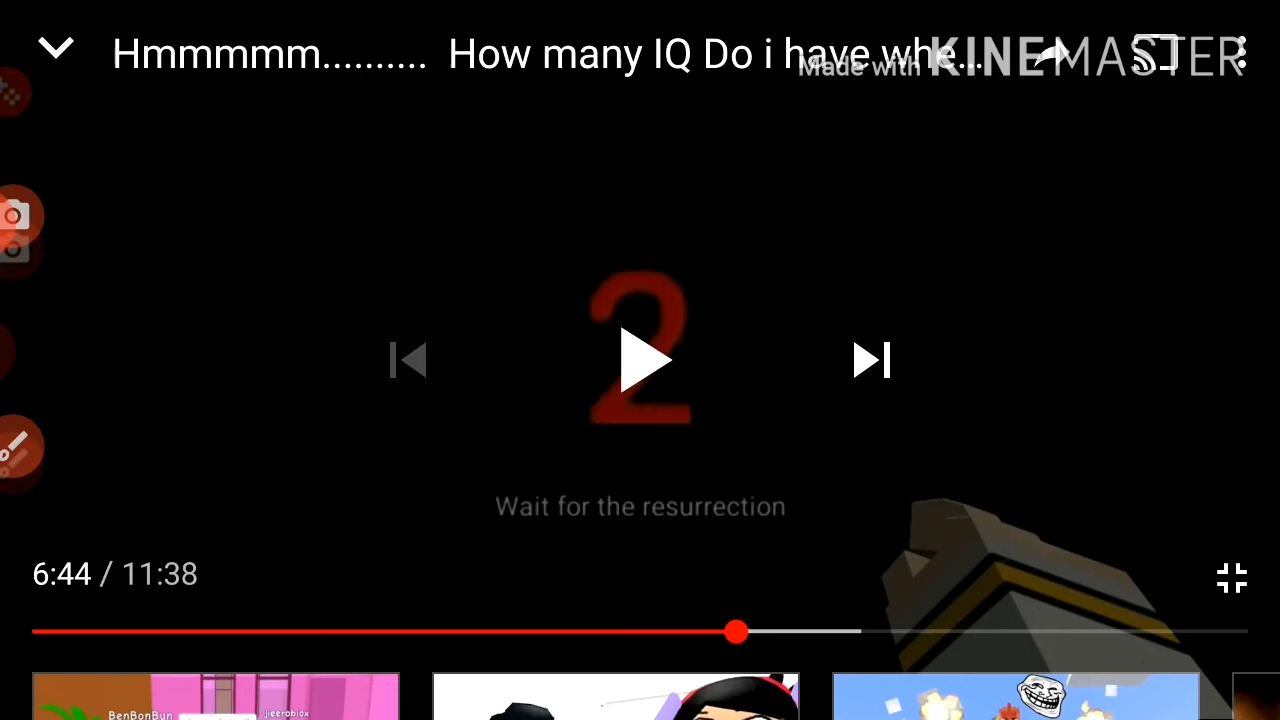 Hmmmmm.......... How many IQ Do i have whe...
Made with KINEMASTER
2
Wait for the resurrection
6:44 / 11:38
BenBonBun
jieeroblox